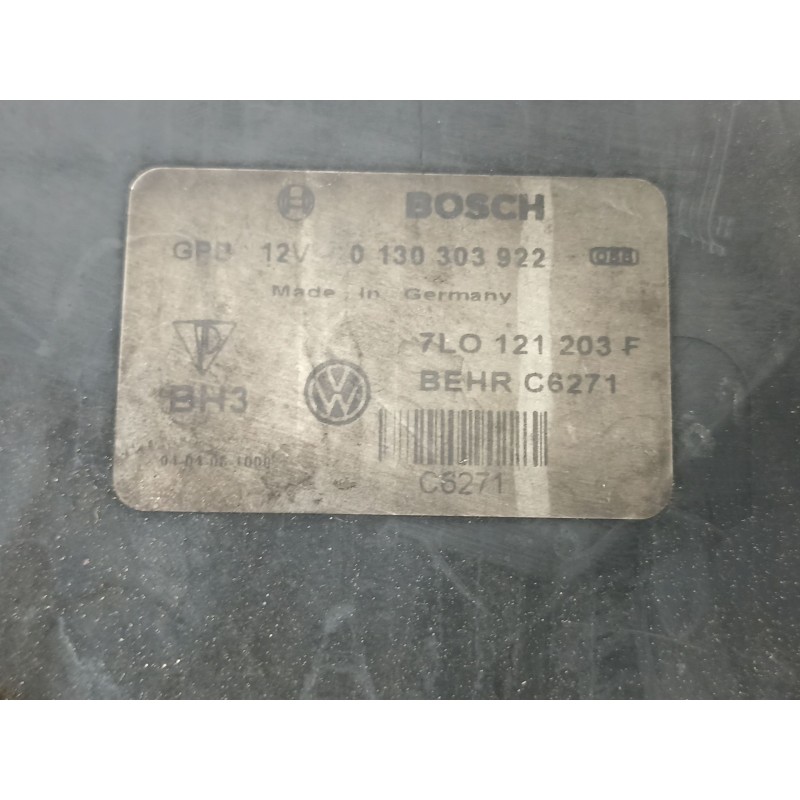 BOSCH
GPB 12V 0 130 303 922
Made in Germany
7LO 121 203 F
BEHR C6271
BH3
C6271